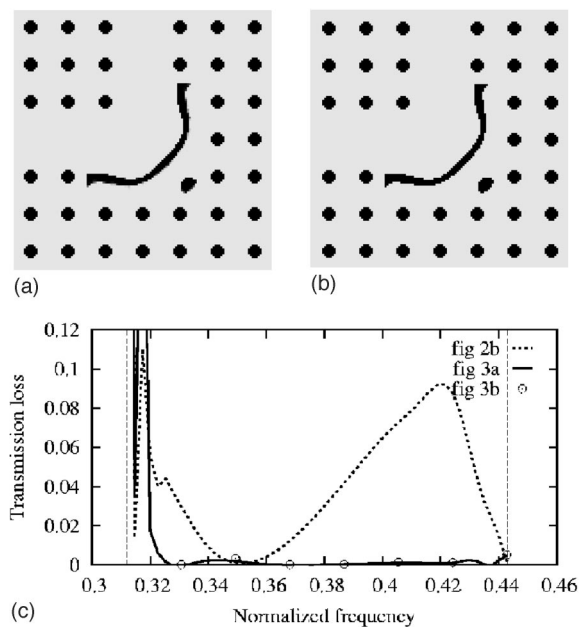 (a)
(b)
0.12
0.1
0.08
0.06
0.04
0.02
0
Transmission loss
fig 2b
fig 3a
fig 3b
0.3 0.32 0.34 0.36 0.38 0.4 0.42 0.44 0.46
Normalized frequency
(c)